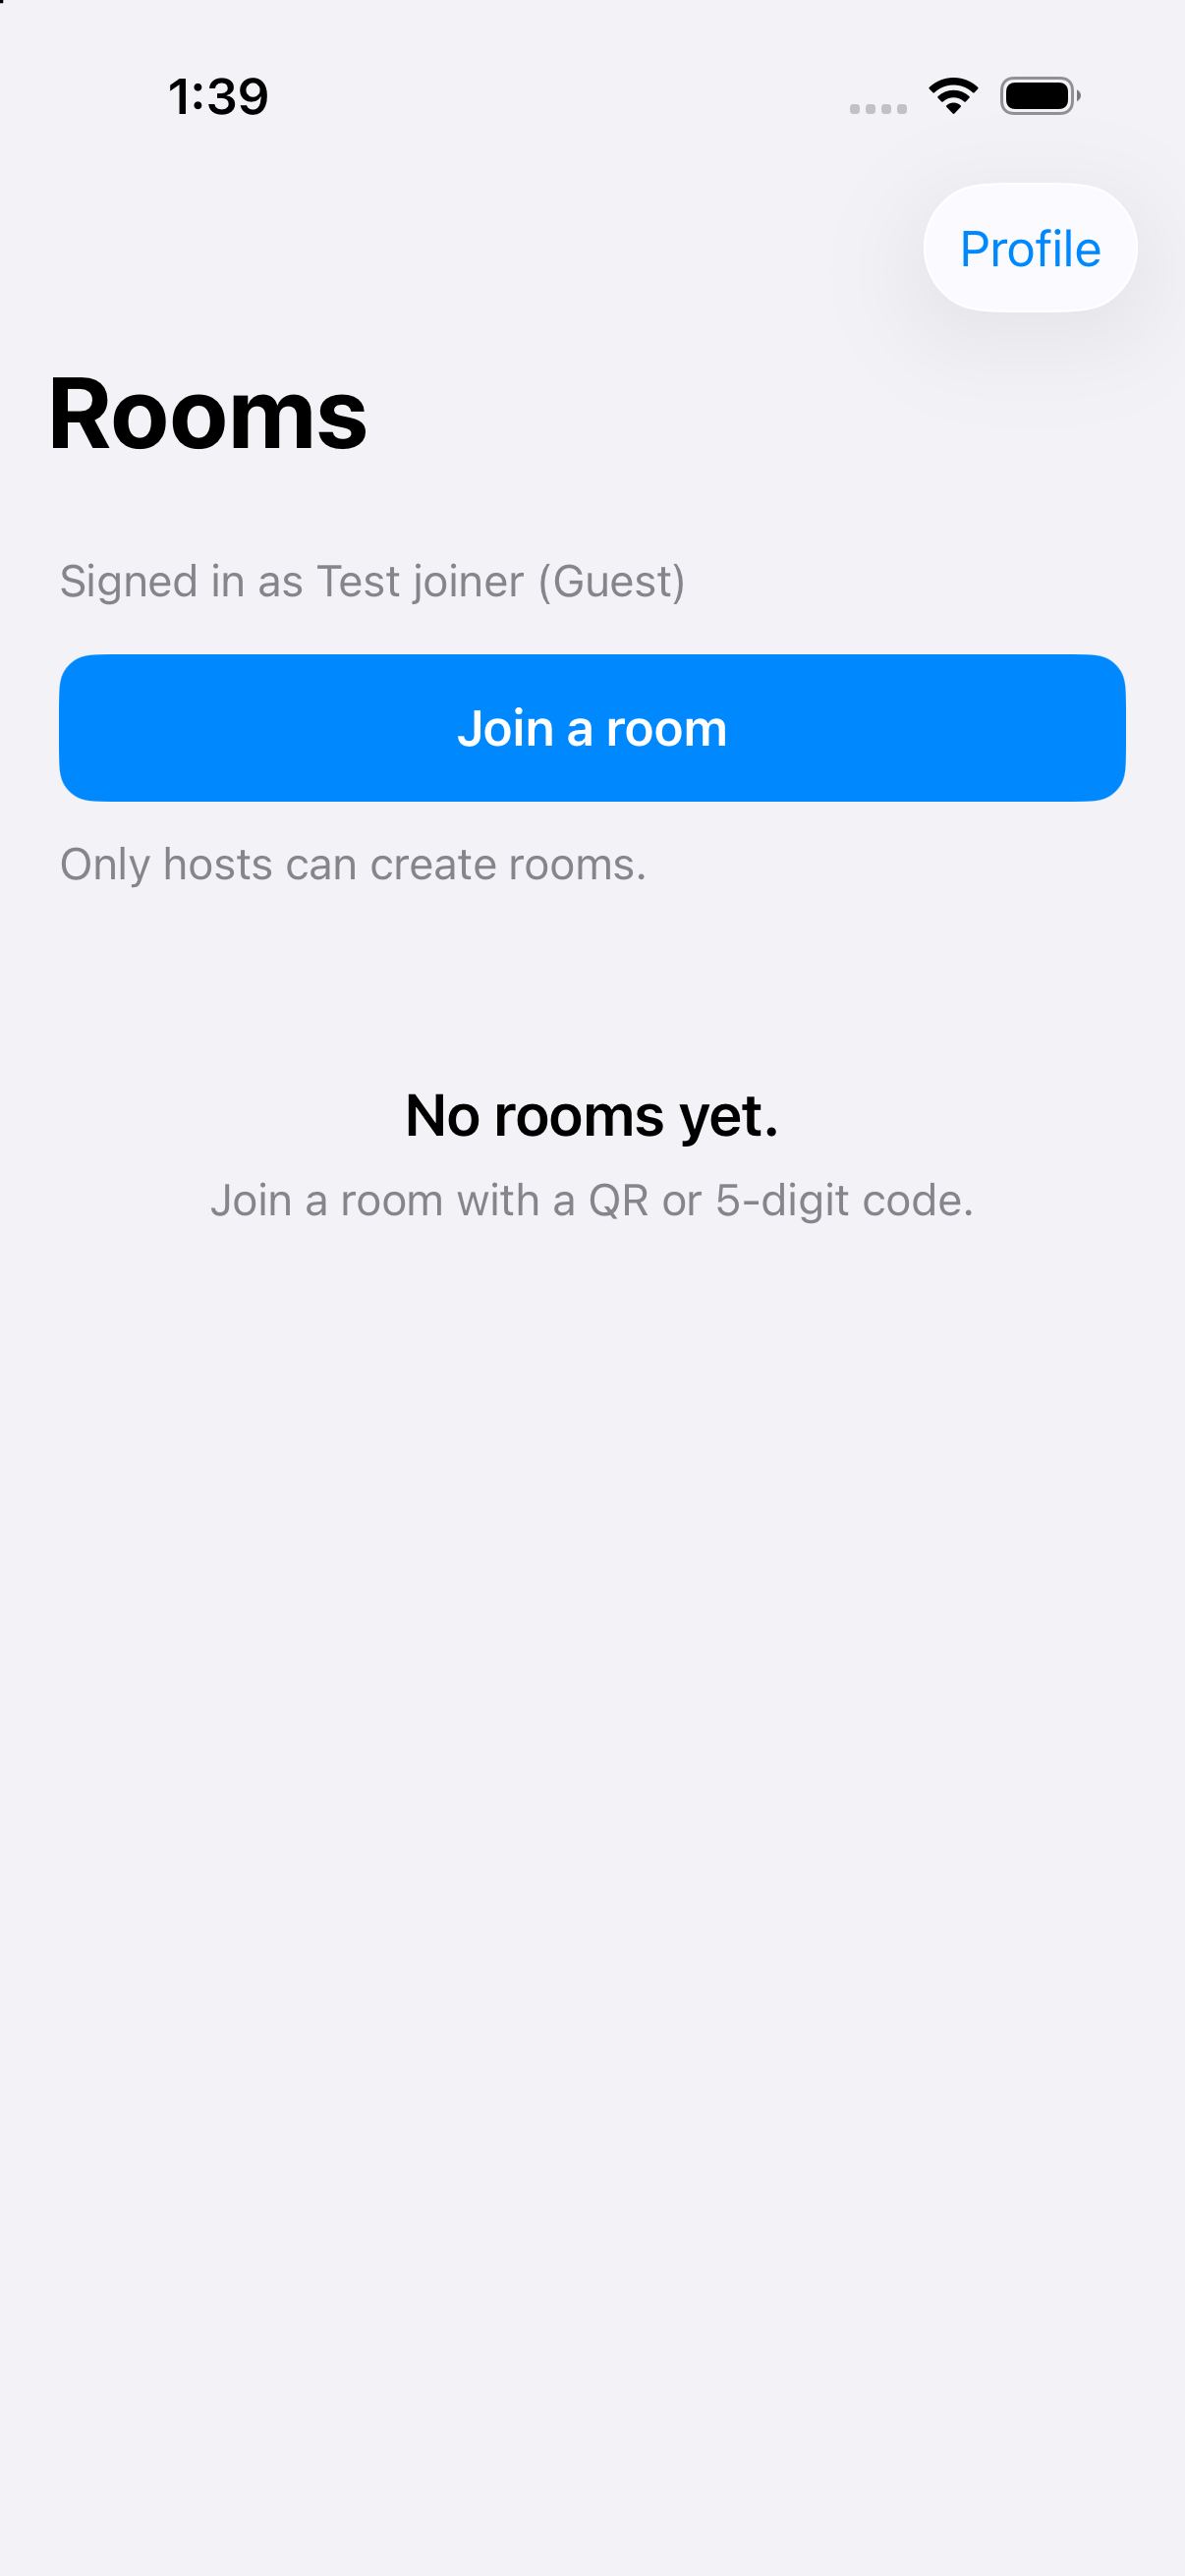 1:39
Profile
Rooms
Signed in as Test joiner (Guest)
Join a room
Only hosts can create rooms.
No rooms yet.
Join a room with a QR or 5-digit code.